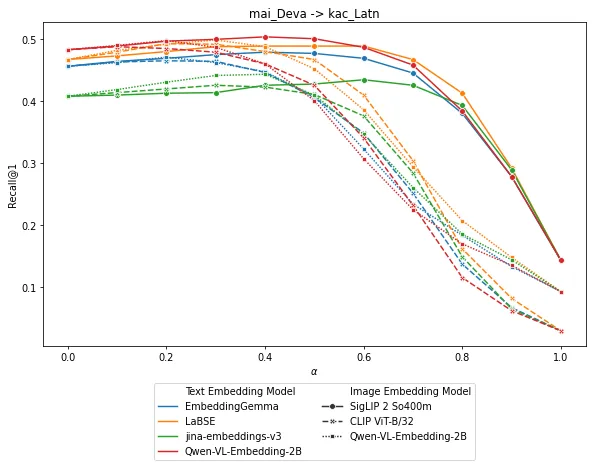 mai_Deva -> kac_Latn
Recall@1
0.5
0.4
0.3
0.2
0.1
0.0 0.2 0.4 0.6 0.8 1.0
α
Text Embedding Model Image Embedding Model
EmbeddingGemma SigLIP 2 So400m
LaBSE CLIP ViT-B/32
jina-embeddings-v3 Qwen-VL-Embedding-2B
Qwen-VL-Embedding-2B